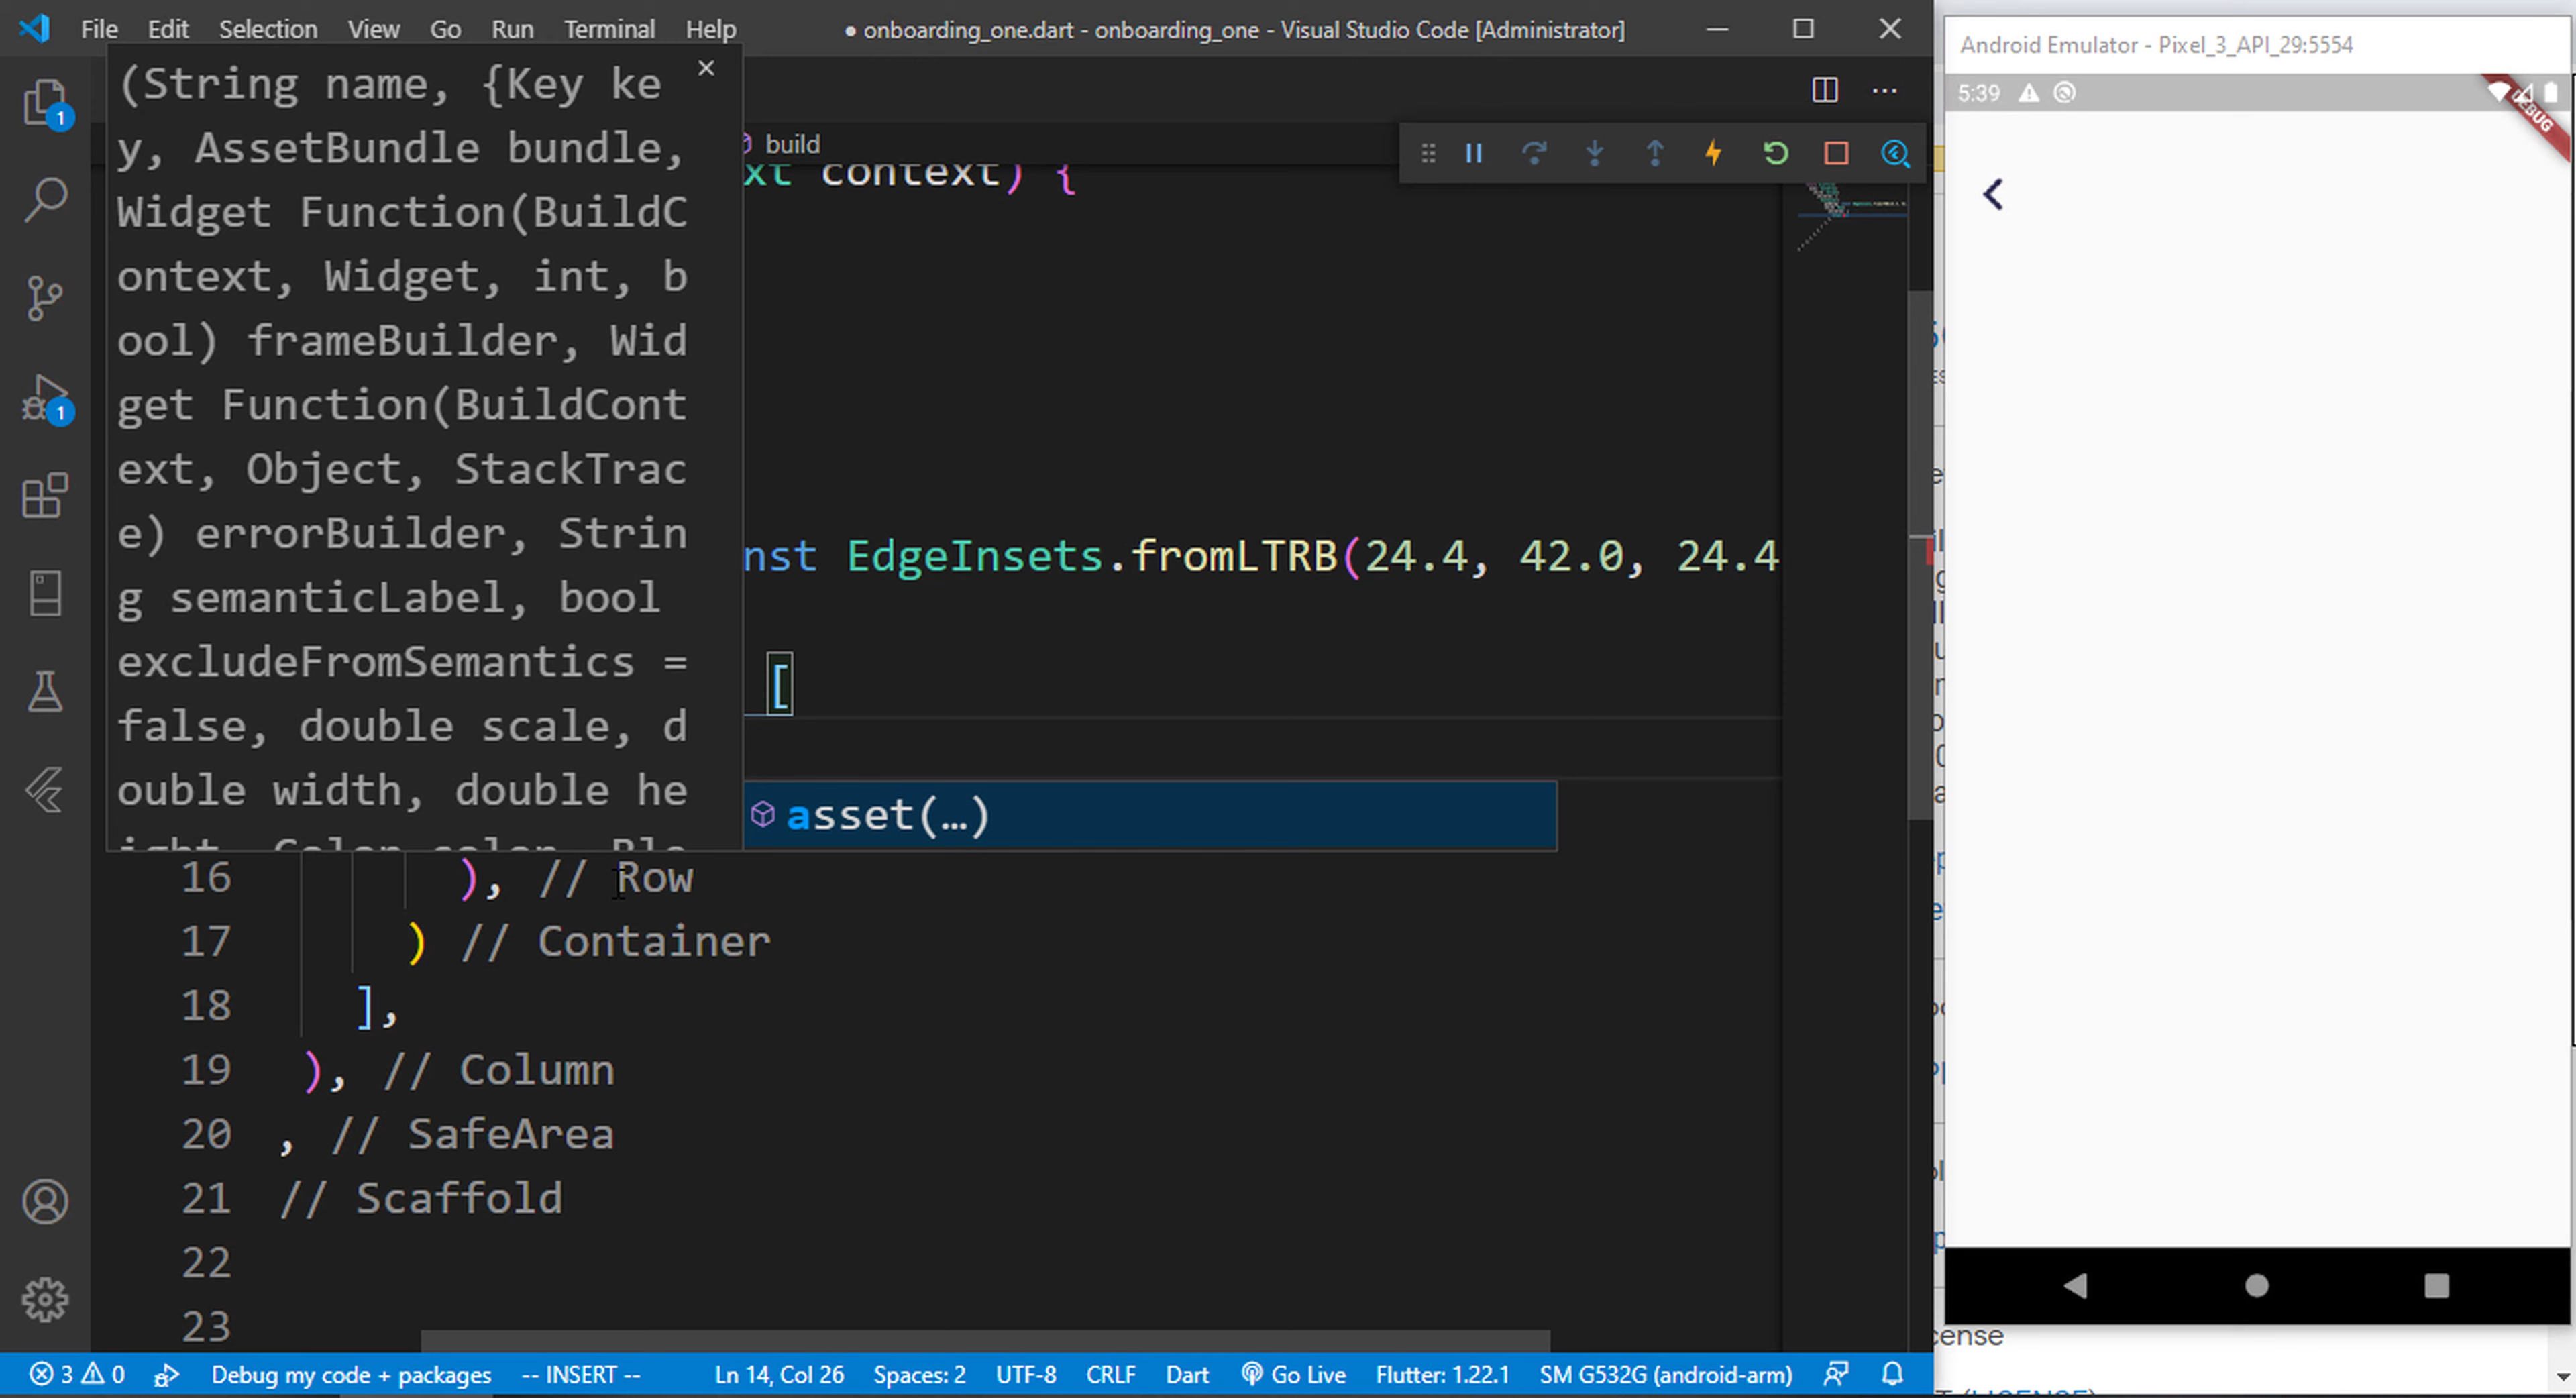 File Edit Selection View Go Run Terminal Help
● onboarding_one.dart - onboarding_one - Visual Studio Code [Administrator]
(String name, {Key ke
y, AssetBundle bundle,
Widget Function(BuildC
ontext, Widget, int, b
ool) frameBuilder, Wid
get Function(BuildCont
ext, Object, StackTrac
e) errorBuilder, Strin
g semanticLabel, bool
excludeFromSemantics =
false, double scale, d
ouble width, double he
build
xt context) {
nst EdgeInsets.fromLTRB(24.4, 42.0, 24.4
[
asset(…)
16 ), // Row
17 ) // Container
18 ],
19 ), // Column
20 , // SafeArea
21 // Scaffold
22
23
1
1
3 0 Debug my code + packages -- INSERT -- Ln 14, Col 26 Spaces: 2 UTF-8 CRLF Dart Go Live Flutter: 1.22.1 SM G532G (android-arm)
Android Emulator - Pixel_3_API_29:5554
5:39
DEBUG
cense